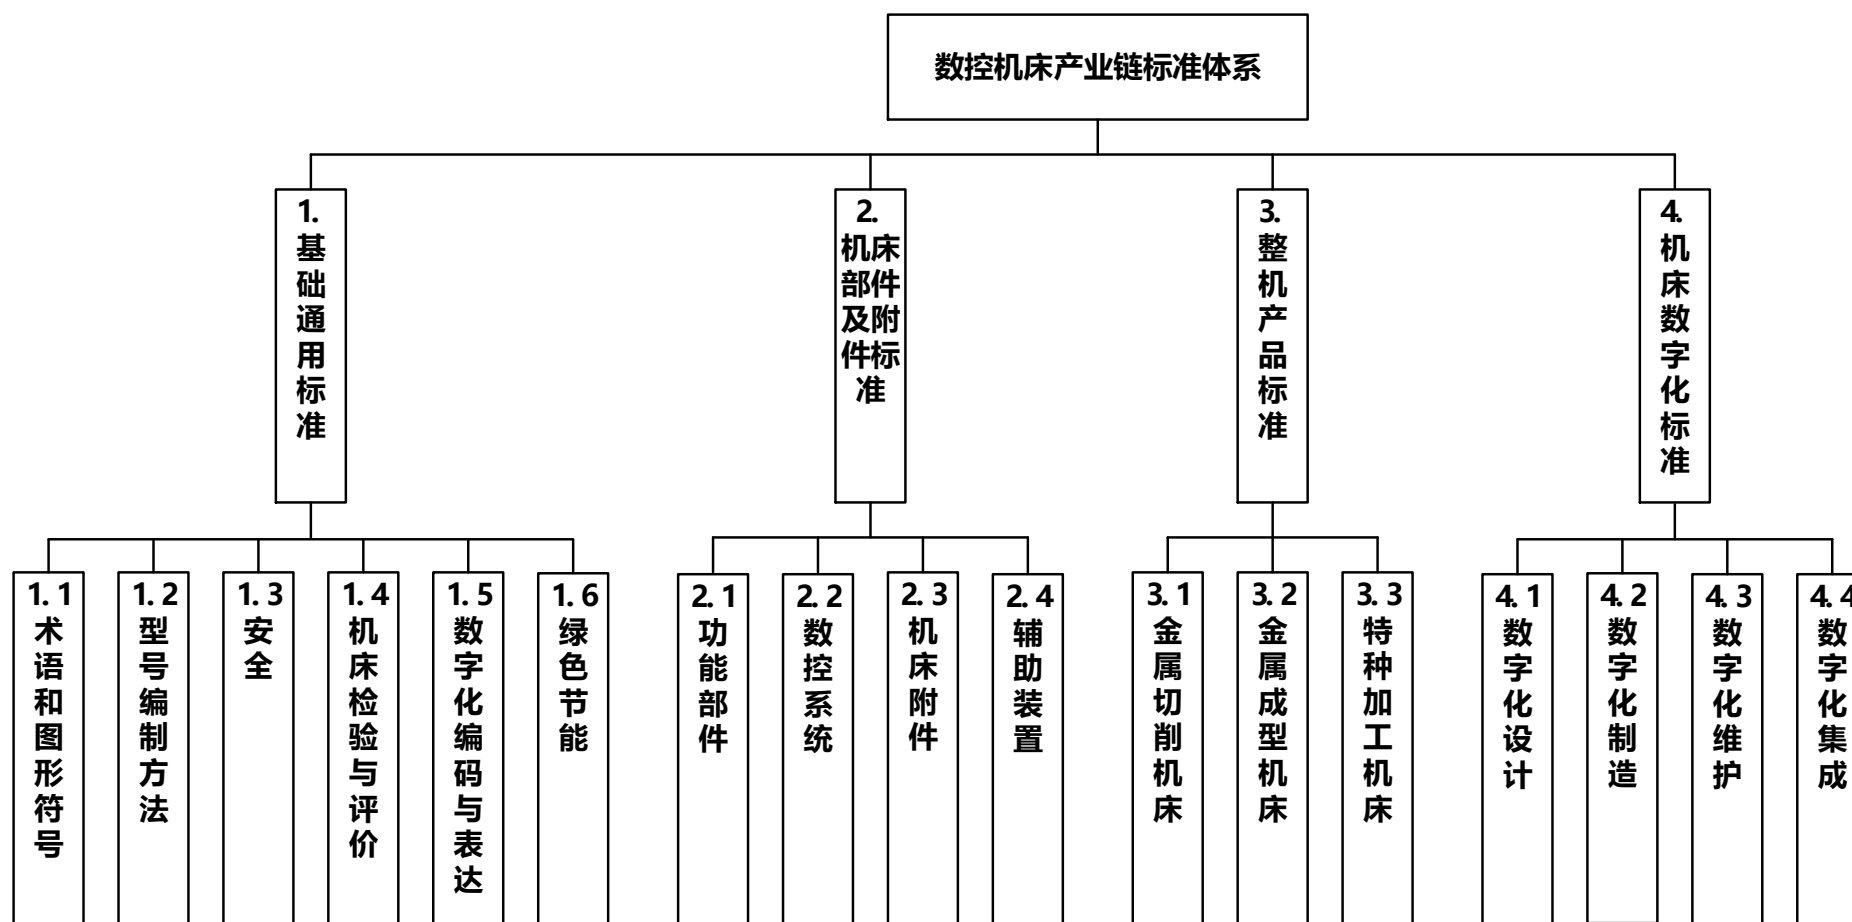 数控机床产业链标准体系
1.
基础通用标准
2.
机床
部件
及附
件标
准
3.
整机产品标准
4.
机床数字化标准
1.1
术语和图形符号
1.2
型号编制方法
1.3
安全
1.4
机床检验与评价
1.5
数字化编码与表达
1.6
绿色节能
2.1
功能部件
2.2
数控系统
2.3
机床附件
2.4
辅助装置
3.1
金属切削机床
3.2
金属成型机床
3.3
特种加工机床
4.1
数字化设计
4.2
数字化制造
4.3
数字化维护
4.4
数字化集成